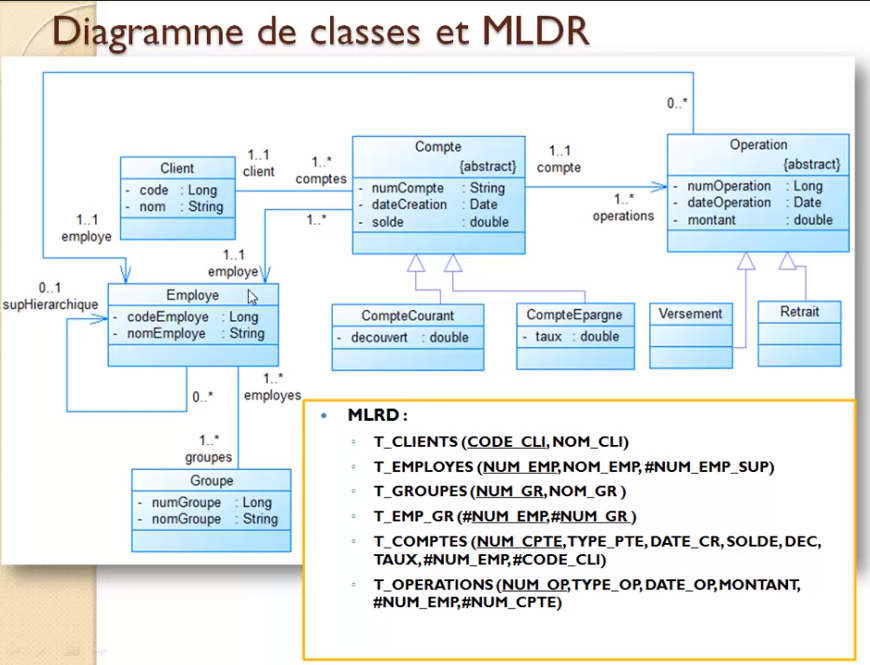 Diagramme de classes et MLDR
0..*
Client
- code : Long
- nom : String
1..1
client
1..*
comptes
Compte
{abstract}
- numCompte : String
- dateCreation : Date
- solde : double
1..1
compte
1..*
operations
Operation
{abstract}
- numOperation : Long
- dateOperation : Date
- montant : double
1..1
employe
1..*
1..1
employe
0..1
supHierarchique
Employe
- codeEmploye : Long
- nomEmploye : String
CompteCourant
- decouvert : double
CompteEpargne
- taux : double
Versement
Retrait
0..*
1..*
employes
1..*
groupes
Groupe
- numGroupe : Long
- nomGroupe : String
• MLRD :
◦ T_CLIENTS (CODE_CLI, NOM_CLI)
◦ T_EMPLOYES (NUM_EMP,NOM_EMP, #NUM_EMP_SUP)
◦ T_GROUPES (NUM_GR,NOM_GR )
◦ T_EMP_GR (#NUM_EMP,#NUM_GR )
◦ T_COMPTES (NUM_CPTE,TYPE_PTE, DATE_CR, SOLDE, DEC,
TAUX, #NUM_EMP, #CODE_CLI)
◦ T_OPERATIONS (NUM_OP,TYPE_OP, DATE_OP,MONTANT,
#NUM_EMP,#NUM_CPTE)